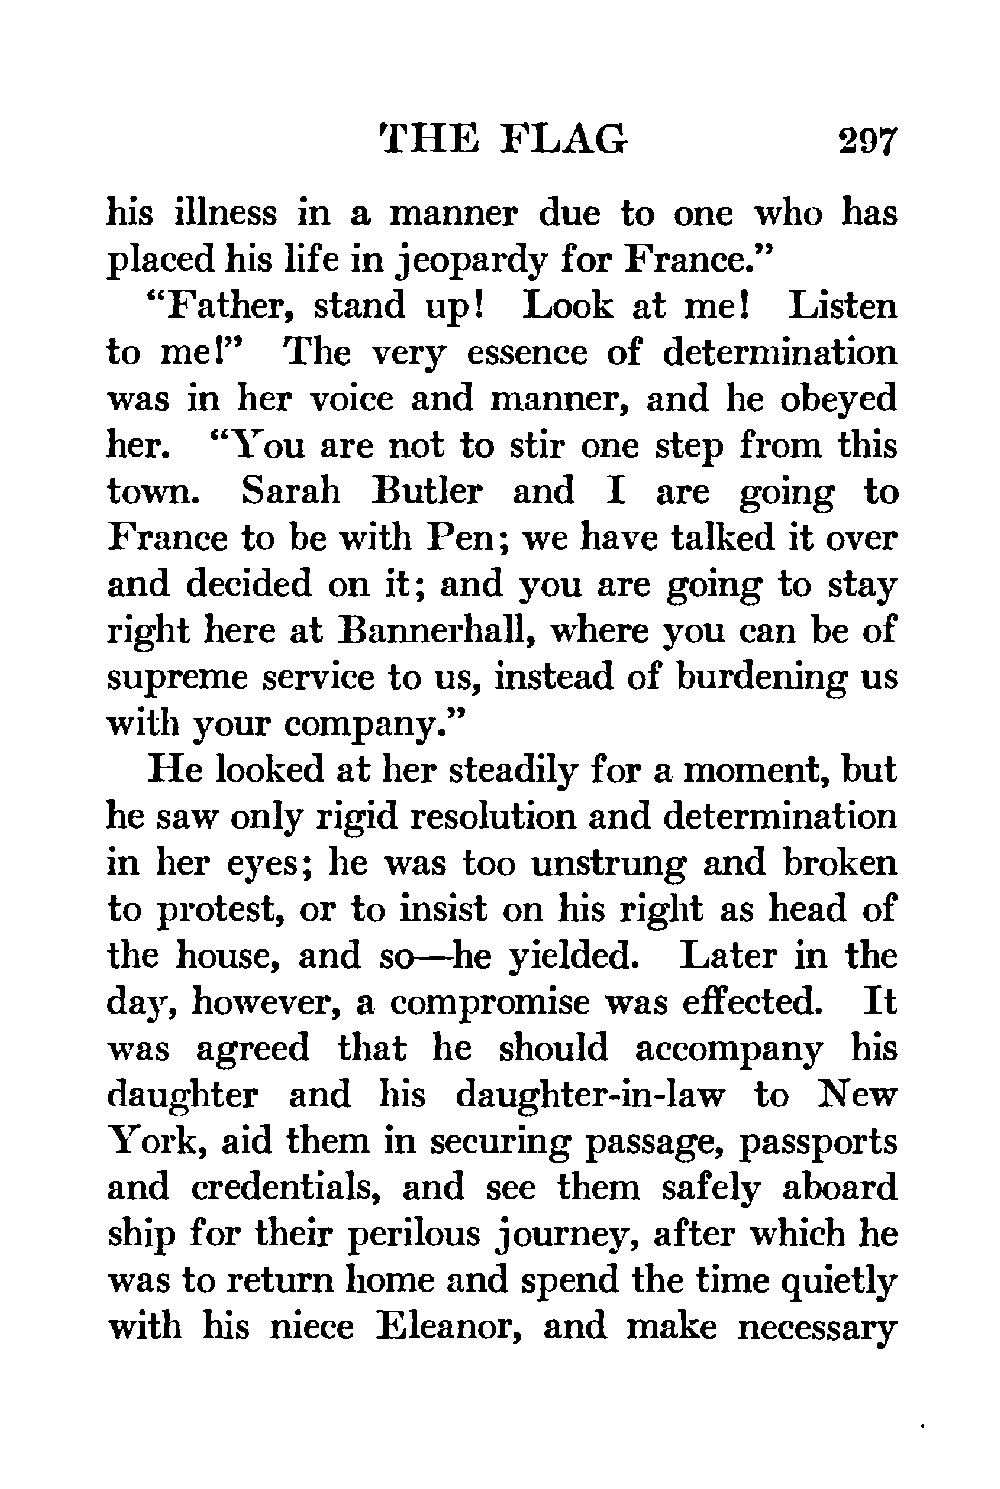 THE FLAG 297
his illness in a manner due to one who has
placed his life in jeopardy for France.”
“Father, stand up! Look at me! Listen
to me!” The very essence of determination
was in her voice and manner, and he obeyed
her. “You are not to stir one step from this
town. Sarah Butler and I are going to
France to be with Pen; we have talked it over
and decided on it; and you are going to stay
right here at Bannerhall, where you can be of
supreme service to us, instead of burdening us
with your company.”
He looked at her steadily for a moment, but
he saw only rigid resolution and determination
in her eyes; he was too unstrung and broken
to protest, or to insist on his right as head of
the house, and so—he yielded. Later in the
day, however, a compromise was effected. It
was agreed that he should accompany his
daughter and his daughter-in-law to New
York, aid them in securing passage, passports
and credentials, and see them safely aboard
ship for their perilous journey, after which he
was to return home and spend the time quietly
with his niece Eleanor, and make necessary